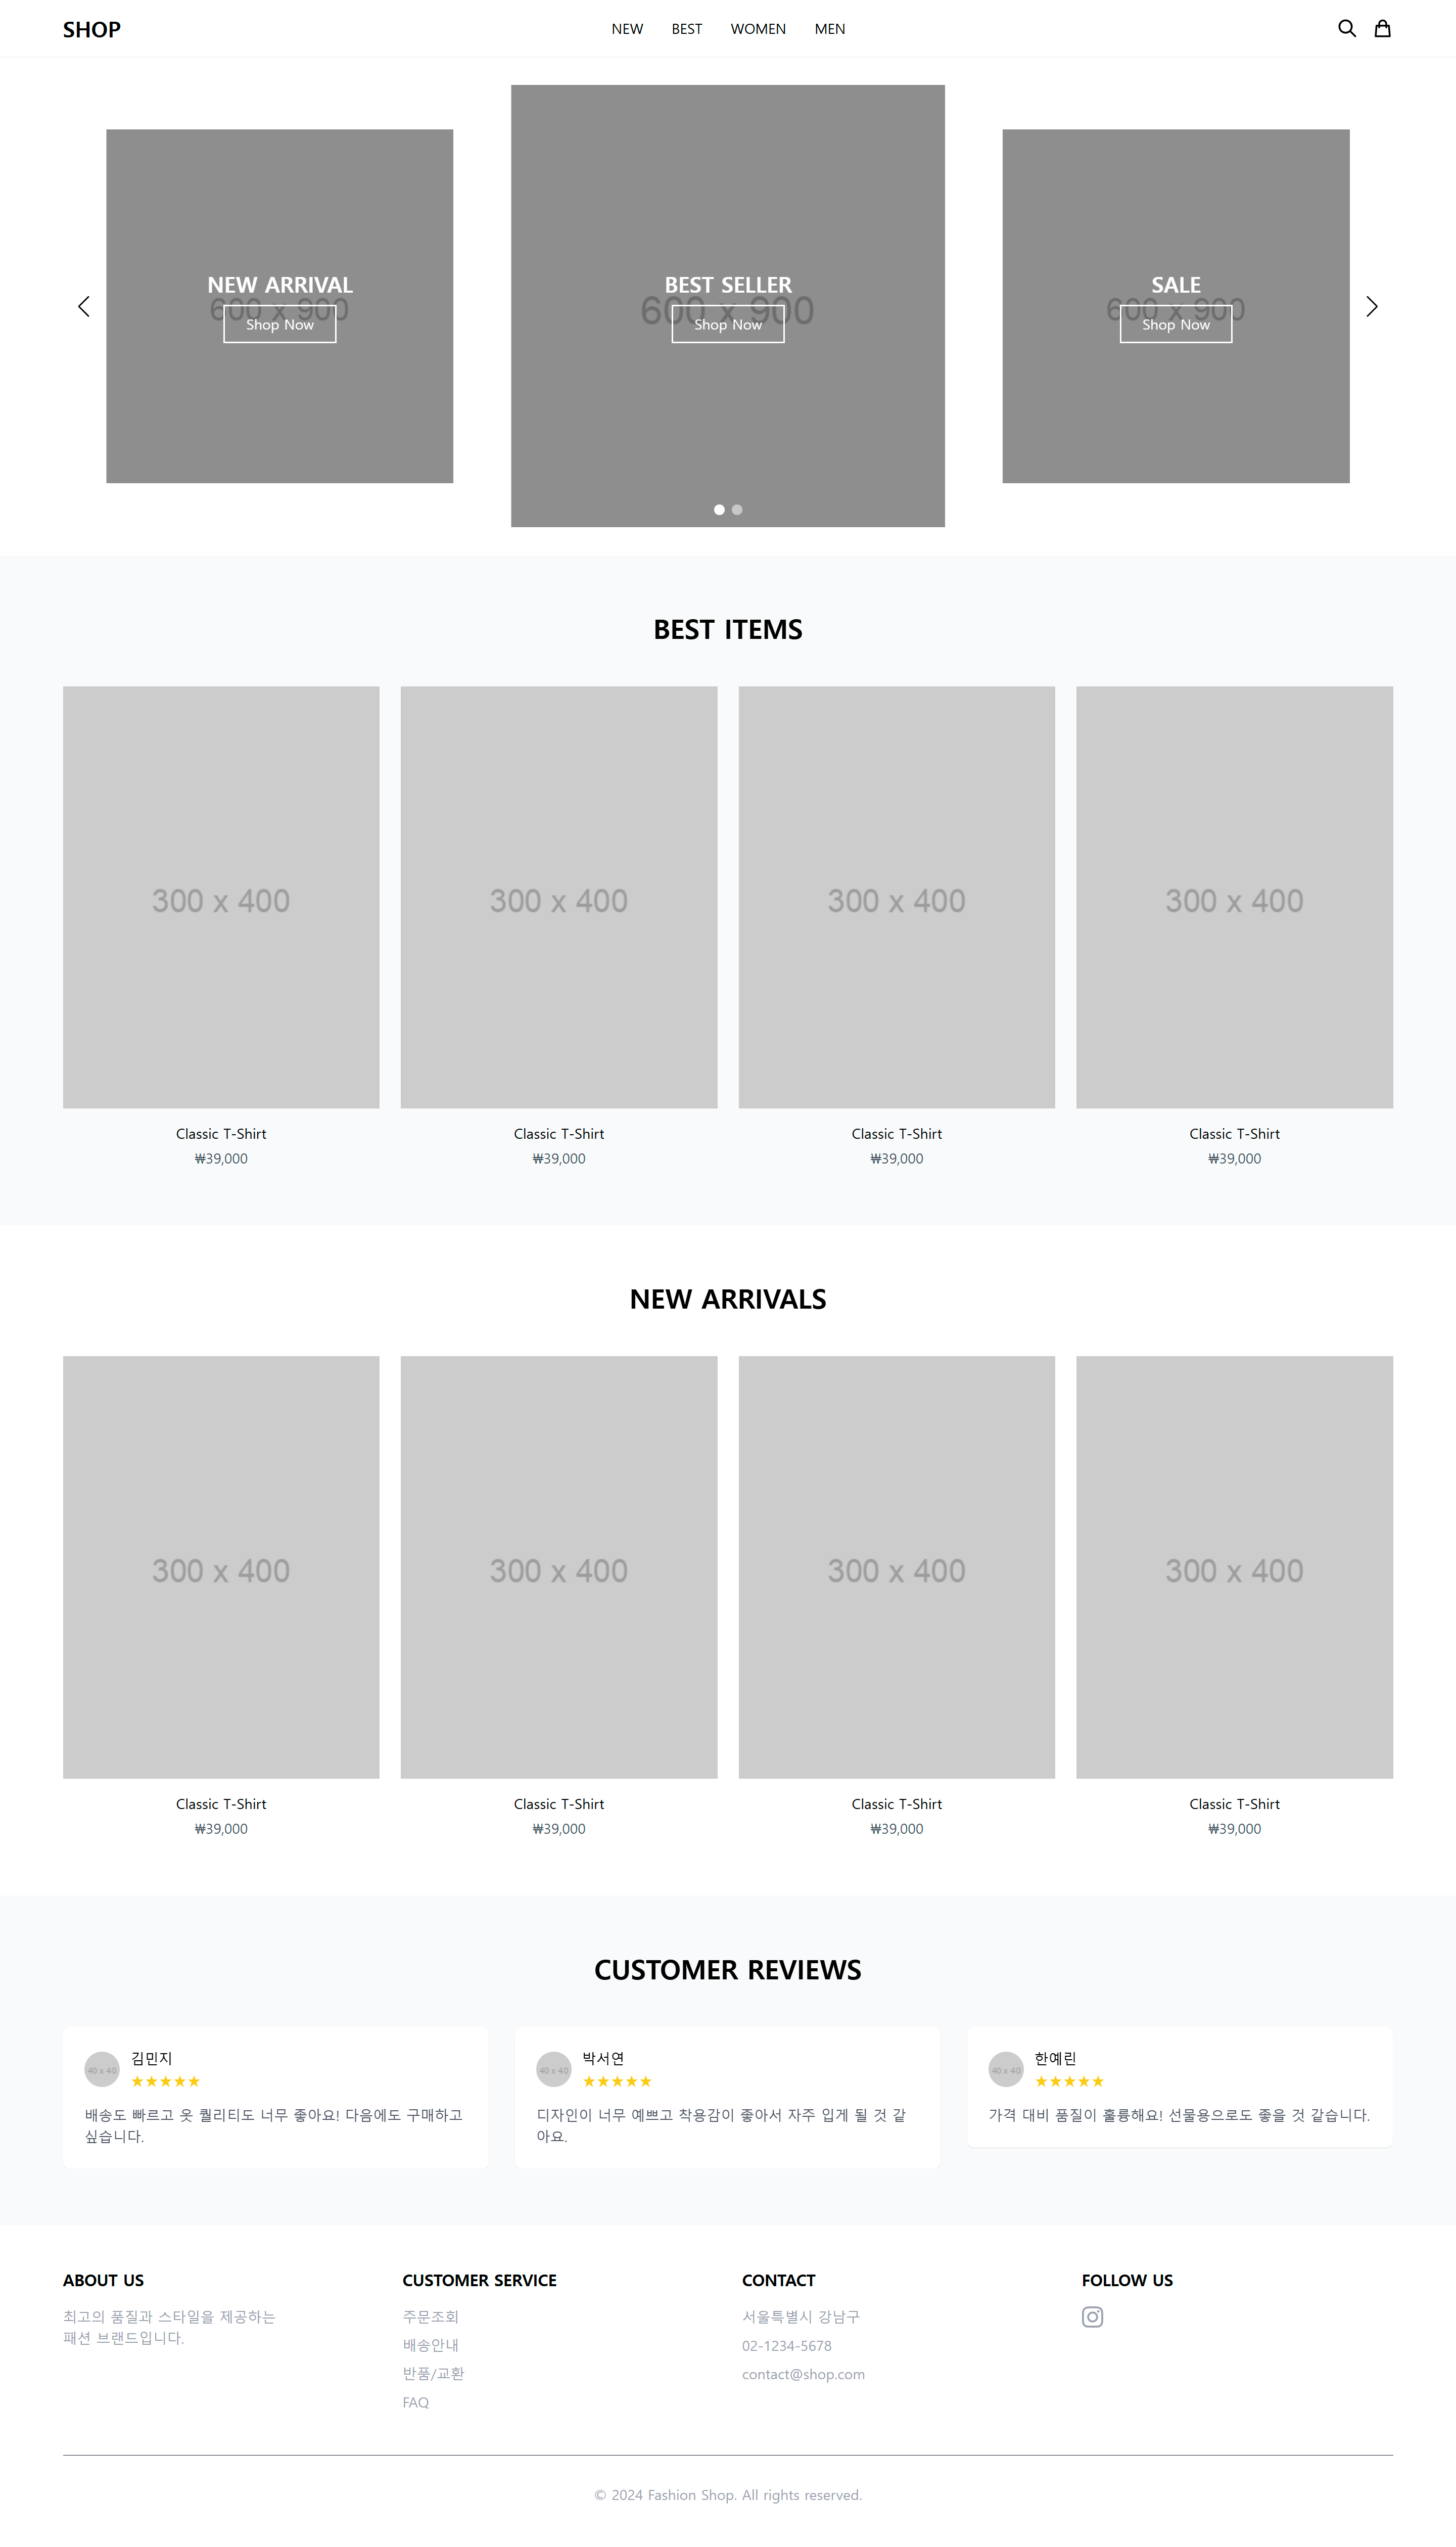 SHOP
NEW BEST WOMEN MEN
NEW ARRIVAL
600 x 900
Shop Now
BEST SELLER
600 x 900
Shop Now
SALE
600 x 900
Shop Now
BEST ITEMS
300 x 400
300 x 400
300 x 400
300 x 400
Classic T-Shirt
₩39,000
Classic T-Shirt
₩39,000
Classic T-Shirt
₩39,000
Classic T-Shirt
₩39,000
NEW ARRIVALS
300 x 400
300 x 400
300 x 400
300 x 400
Classic T-Shirt
₩39,000
Classic T-Shirt
₩39,000
Classic T-Shirt
₩39,000
Classic T-Shirt
₩39,000
CUSTOMER REVIEWS
40 x 40
김민지
★★★★★
배송도 빠르고 옷 퀄리티도 너무 좋아요! 다음에도 구매하고
싶습니다.
40 x 40
박서연
★★★★★
디자인이 너무 예쁘고 착용감이 좋아서 자주 입게 될 것 같
아요.
40 x 40
한예린
★★★★★
가격 대비 품질이 훌륭해요! 선물용으로도 좋을 것 같습니다.
ABOUT US
최고의 품질과 스타일을 제공하는
패션 브랜드입니다.
CUSTOMER SERVICE
주문조회
배송안내
반품/교환
FAQ
CONTACT
서울특별시 강남구
02-1234-5678
contact@shop.com
FOLLOW US
© 2024 Fashion Shop. All rights reserved.